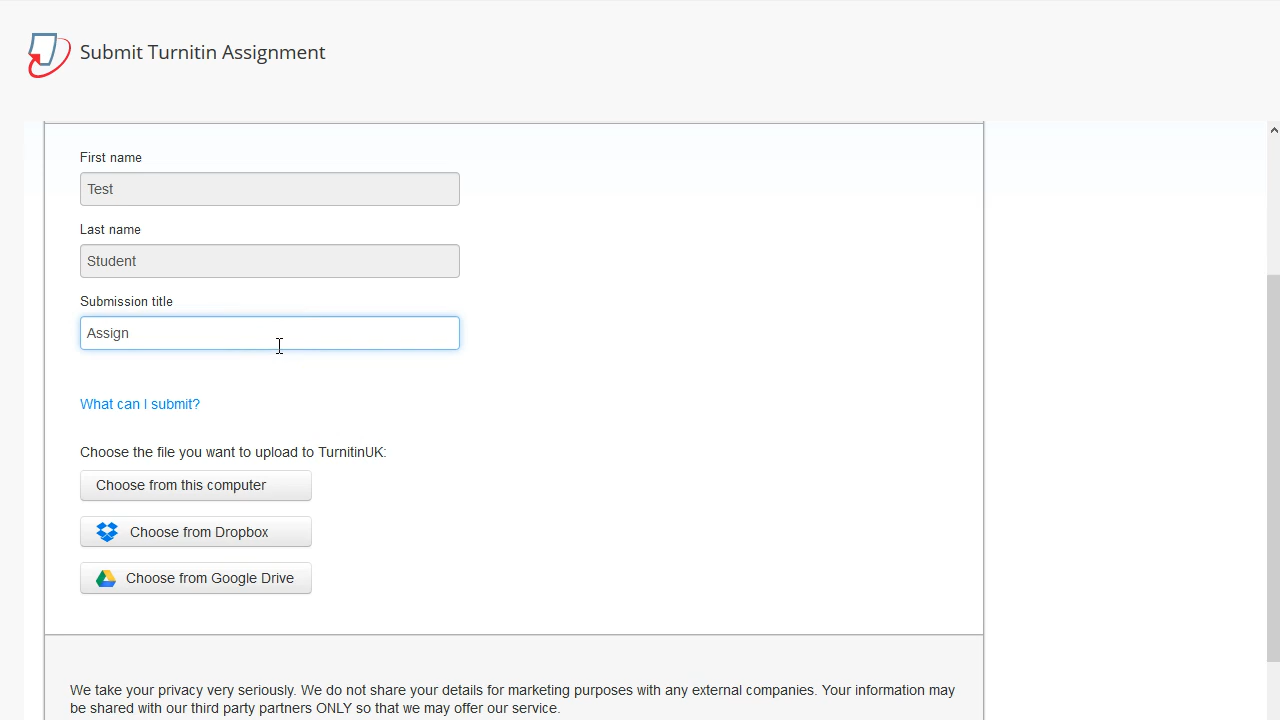 Submit Turnitin Assignment
First name
Test
Last name
Student
Submission title
Assign
What can I submit?
Choose the file you want to upload to TurnitinUK:
Choose from this computer
Choose from Dropbox
Choose from Google Drive
We take your privacy very seriously. We do not share your details for marketing purposes with any external companies. Your information may
be shared with our third party partners ONLY so that we may offer our service.